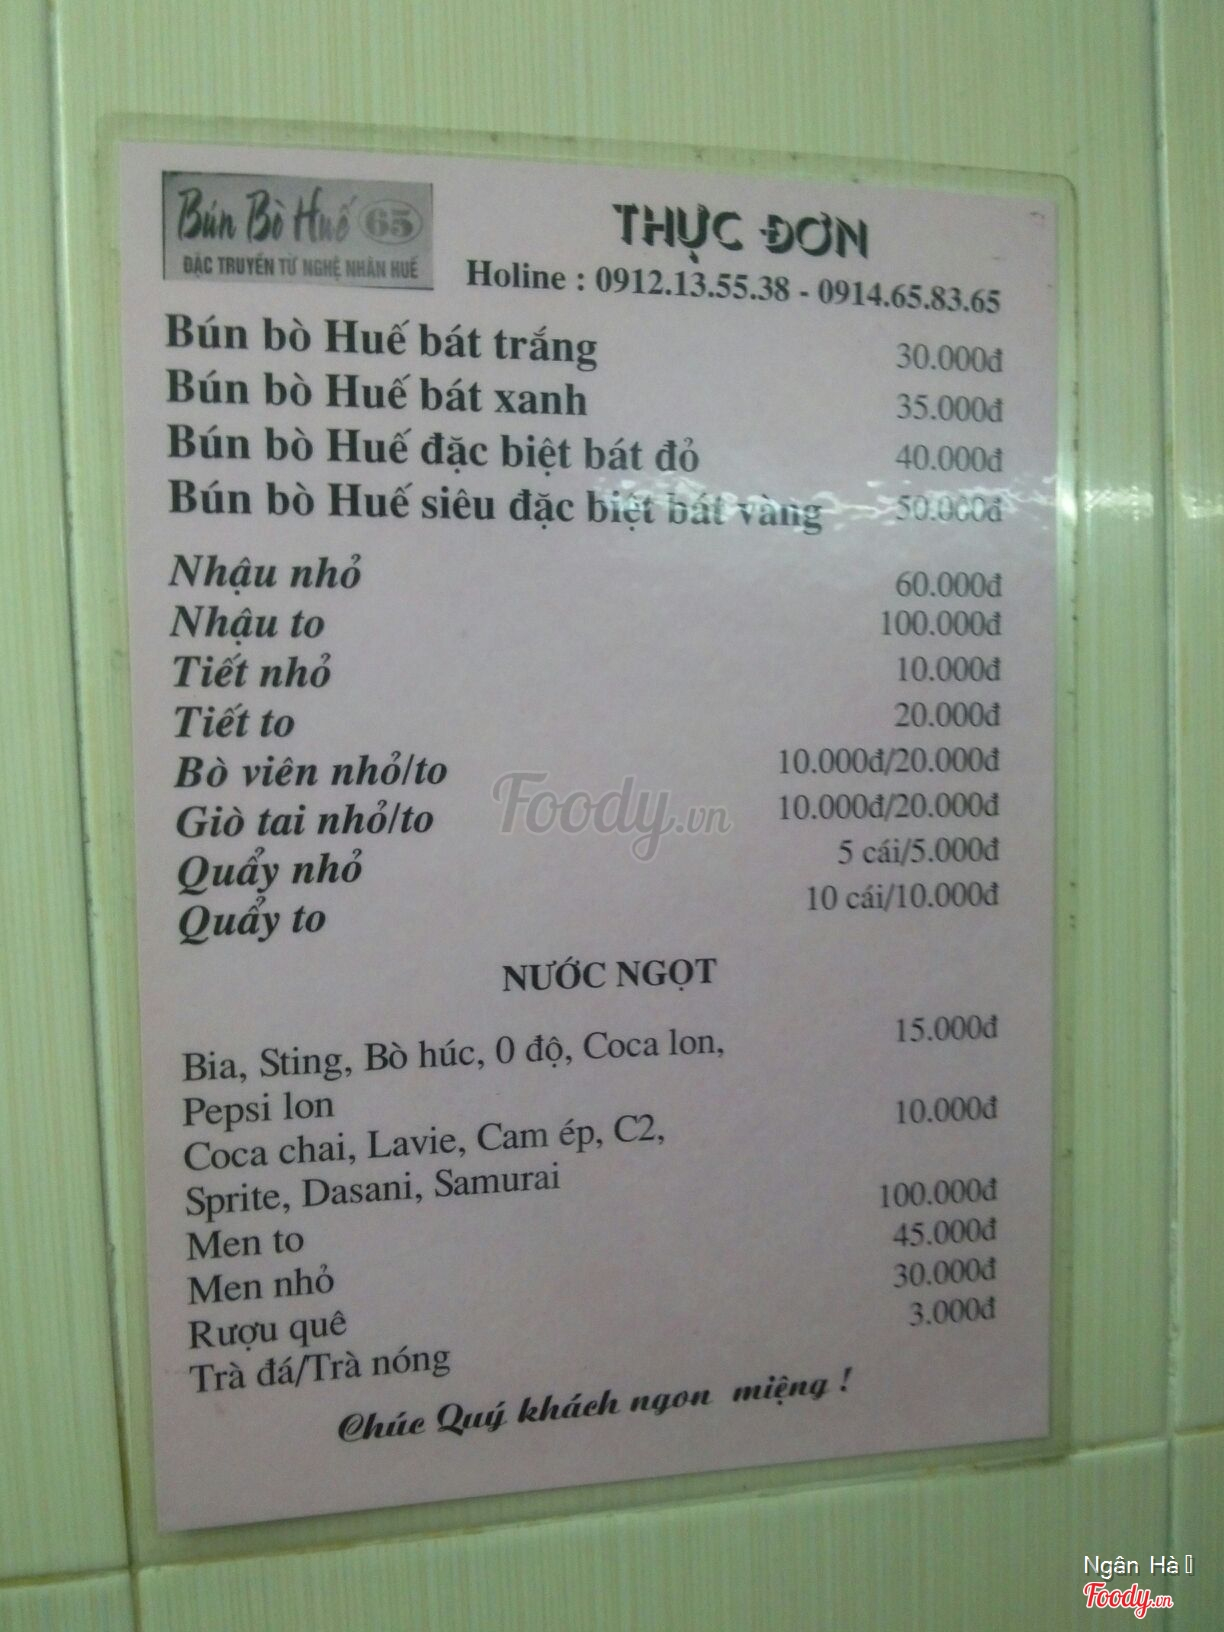 Bún Bò Huế 65
ĐẶC TRUYỀN TỪ NGHỆ NHÂN HUẾ
THỰC ĐƠN
Holine : 0912.13.55.38 - 0914.65.83.65
Bún bò Huế bát trắng 30.000đ
Bún bò Huế bát xanh 35.000đ
Bún bò Huế đặc biệt bát đỏ 40.000đ
Bún bò Huế siêu đặc biệt bát vàng 50.000đ
Nhậu nhỏ 60.000đ
Nhậu to 100.000đ
Tiết nhỏ 10.000đ
Tiết to 20.000đ
Bò viên nhỏ/to 10.000đ/20.000đ
Giò tai nhỏ/to 10.000đ/20.000đ
Quẩy nhỏ 5 cái/5.000đ
Quẩy to 10 cái/10.000đ
NƯỚC NGỌT
Bia, Sting, Bò húc, 0 độ, Coca lon, 15.000đ
Pepsi lon
Coca chai, Lavie, Cam ép, C2, 10.000đ
Sprite, Dasani, Samurai
Men to 100.000đ
Men nhỏ 45.000đ
Rượu quê 30.000đ
Trà đá/Trà nóng 3.000đ
Chúc Quý khách ngon miệng !
Foody.vn
Ngân Hà
Foody.vn